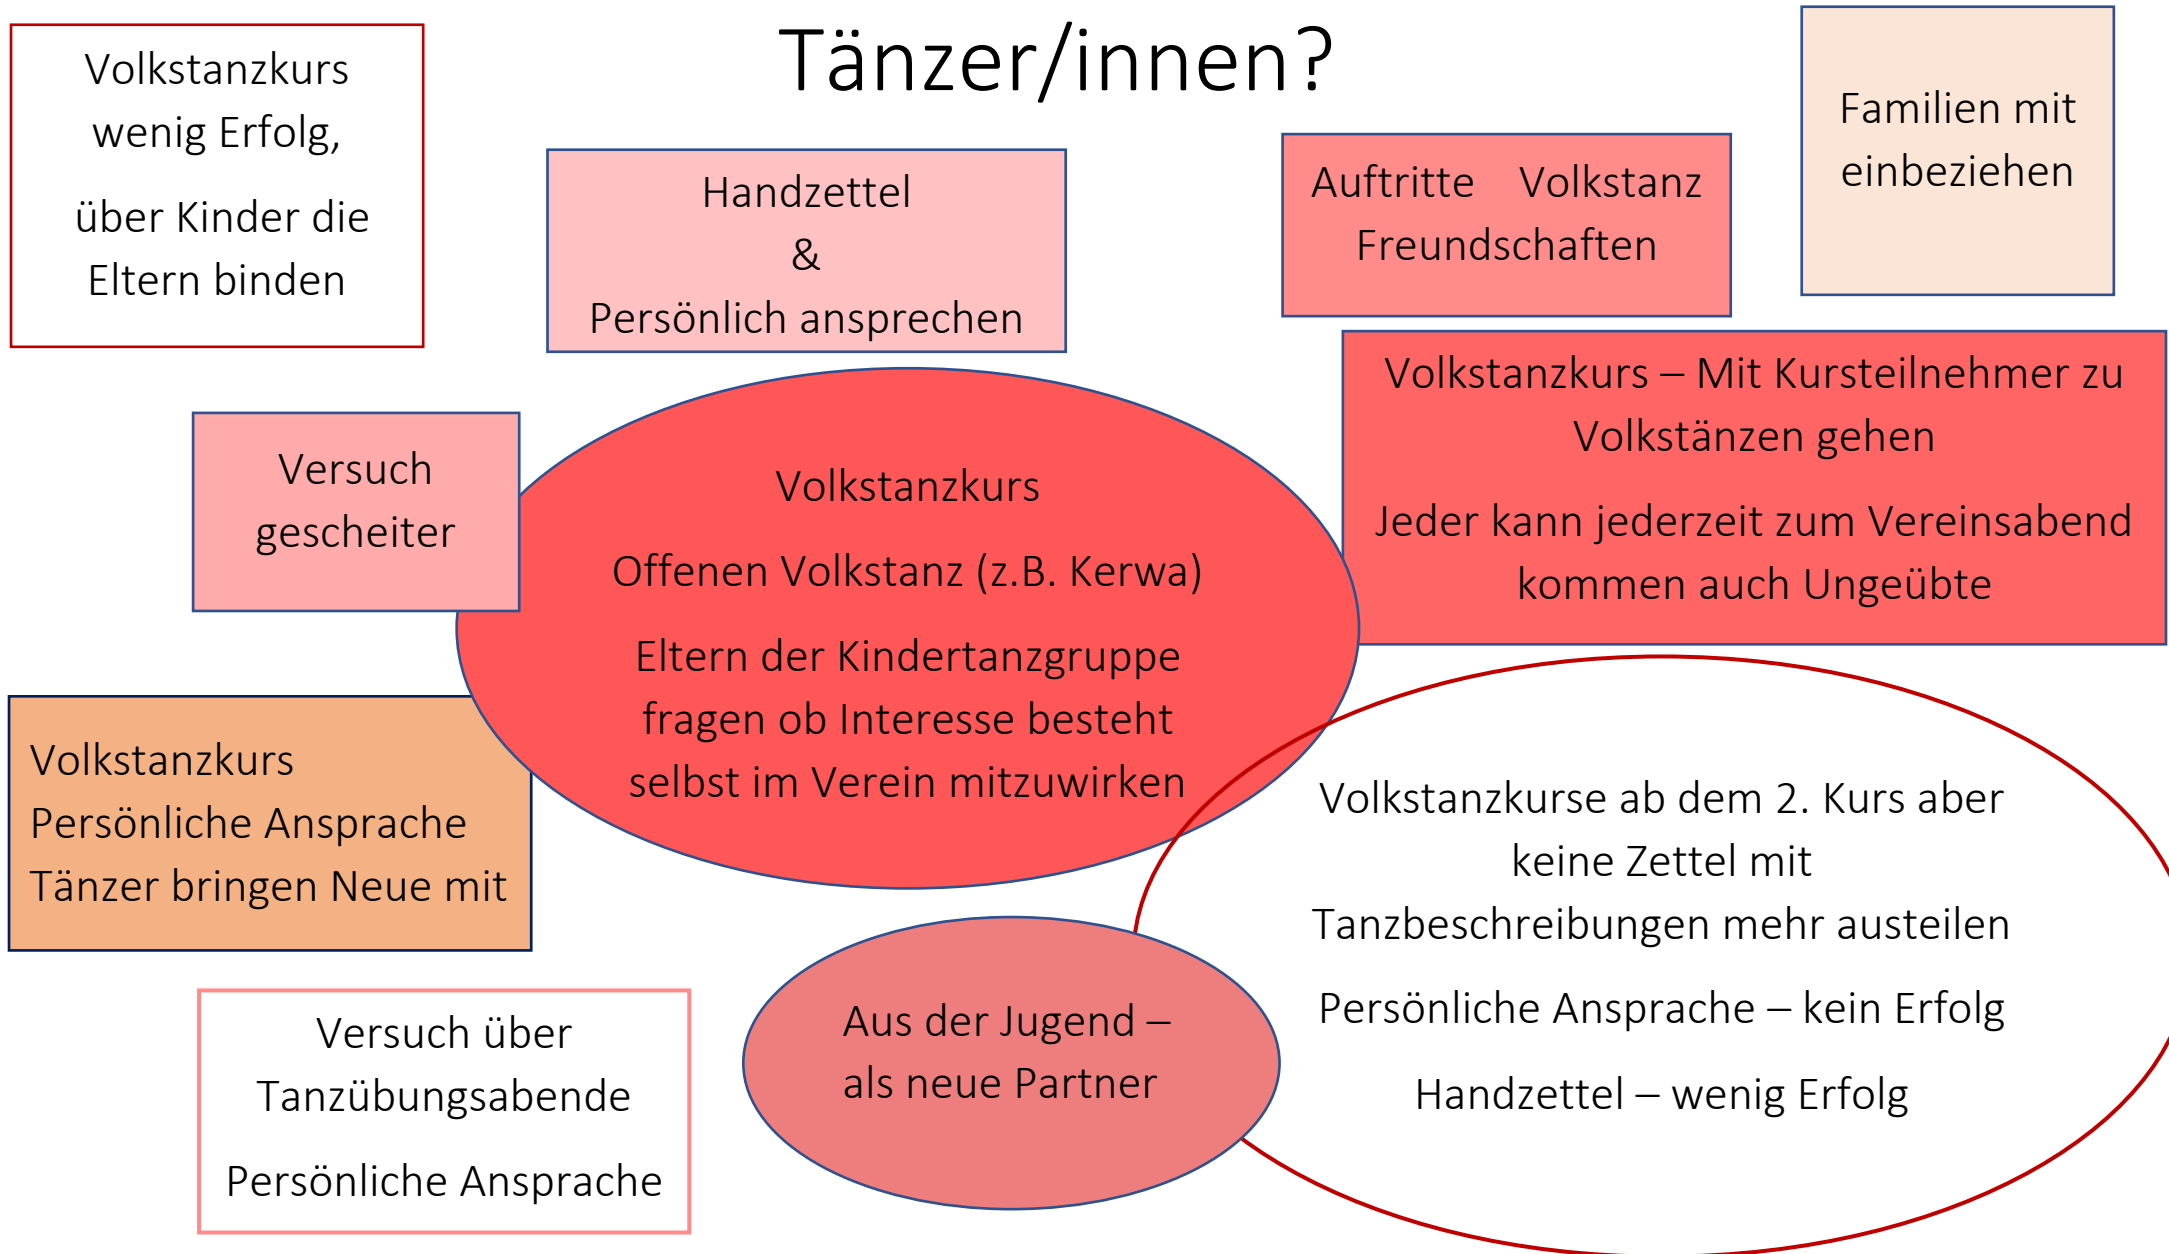 Tänzer/innen?
Volkstanzkurs
wenig Erfolg,
über Kinder die
Eltern binden
Handzettel
&
Persönlich ansprechen
Auftritte Volkstanz
Freundschaften
Familien mit
einbeziehen
Versuch
gescheiter
Volkstanzkurs
Offenen Volkstanz (z.B. Kerwa)
Eltern der Kindertanzgruppe
fragen ob Interesse besteht
selbst im Verein mitzuwirken
Volkstanzkurs – Mit Kursteilnehmer zu
Volkstänzen gehen
Jeder kann jederzeit zum Vereinsabend
kommen auch Ungeübte
Volkstanzkurs
Persönliche Ansprache
Tänzer bringen Neue mit
Volkstanzkurse ab dem 2. Kurs aber
keine Zettel mit
Tanzbeschreibungen mehr austeilen
Persönliche Ansprache – kein Erfolg
Handzettel – wenig Erfolg
Versuch über
Tanzübungsabende
Persönliche Ansprache
Aus der Jugend –
als neue Partner